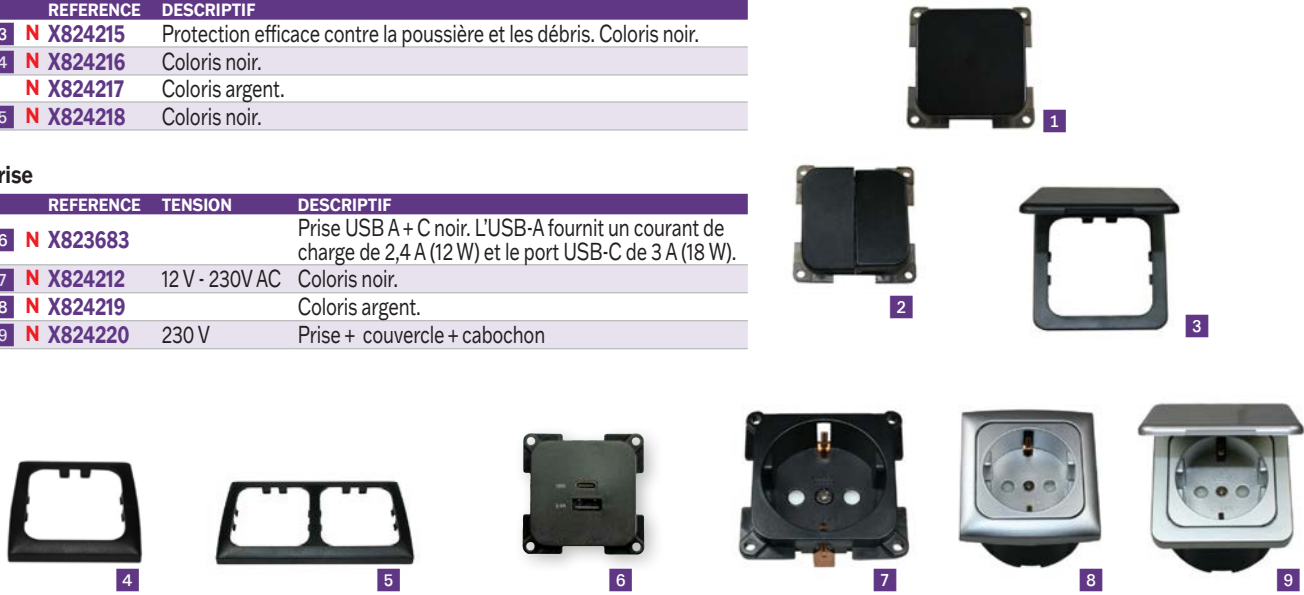 REFERENCE DESCRIPTIF
3 N X824215 Protection efficace contre la poussière et les débris. Coloris noir.
4 N X824216 Coloris noir.
N X824217 Coloris argent.
5 N X824218 Coloris noir.
rise
REFERENCE TENSION DESCRIPTIF
6 N X823683 Prise USB A + C noir. L'USB-A fournit un courant de
charge de 2,4 A (12 W) et le port USB-C de 3 A (18 W).
7 N X824212 12 V - 230V AC Coloris noir.
8 N X824219 Coloris argent.
9 N X824220 230 V Prise + couvercle + cabochon
1
2
3
4
5
6
7
8
9